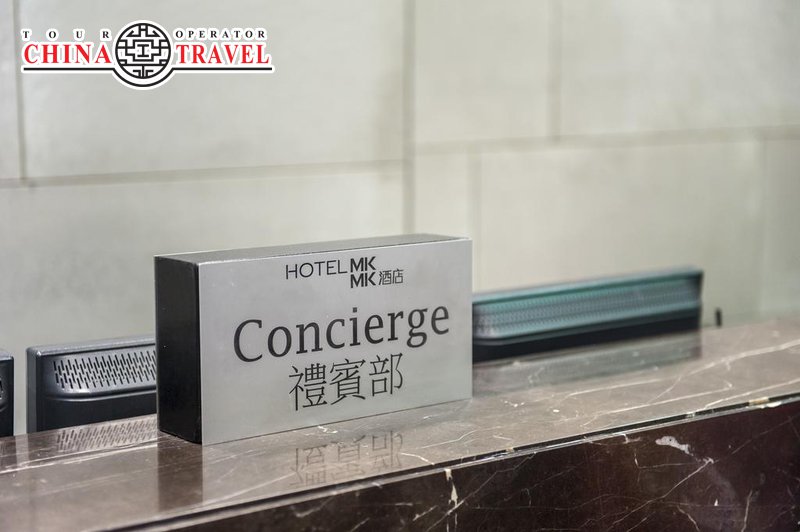 TOUR OPERATOR
CHINA TRAVEL
HOTEL MK
MK 酒店
Concierge
禮賓部